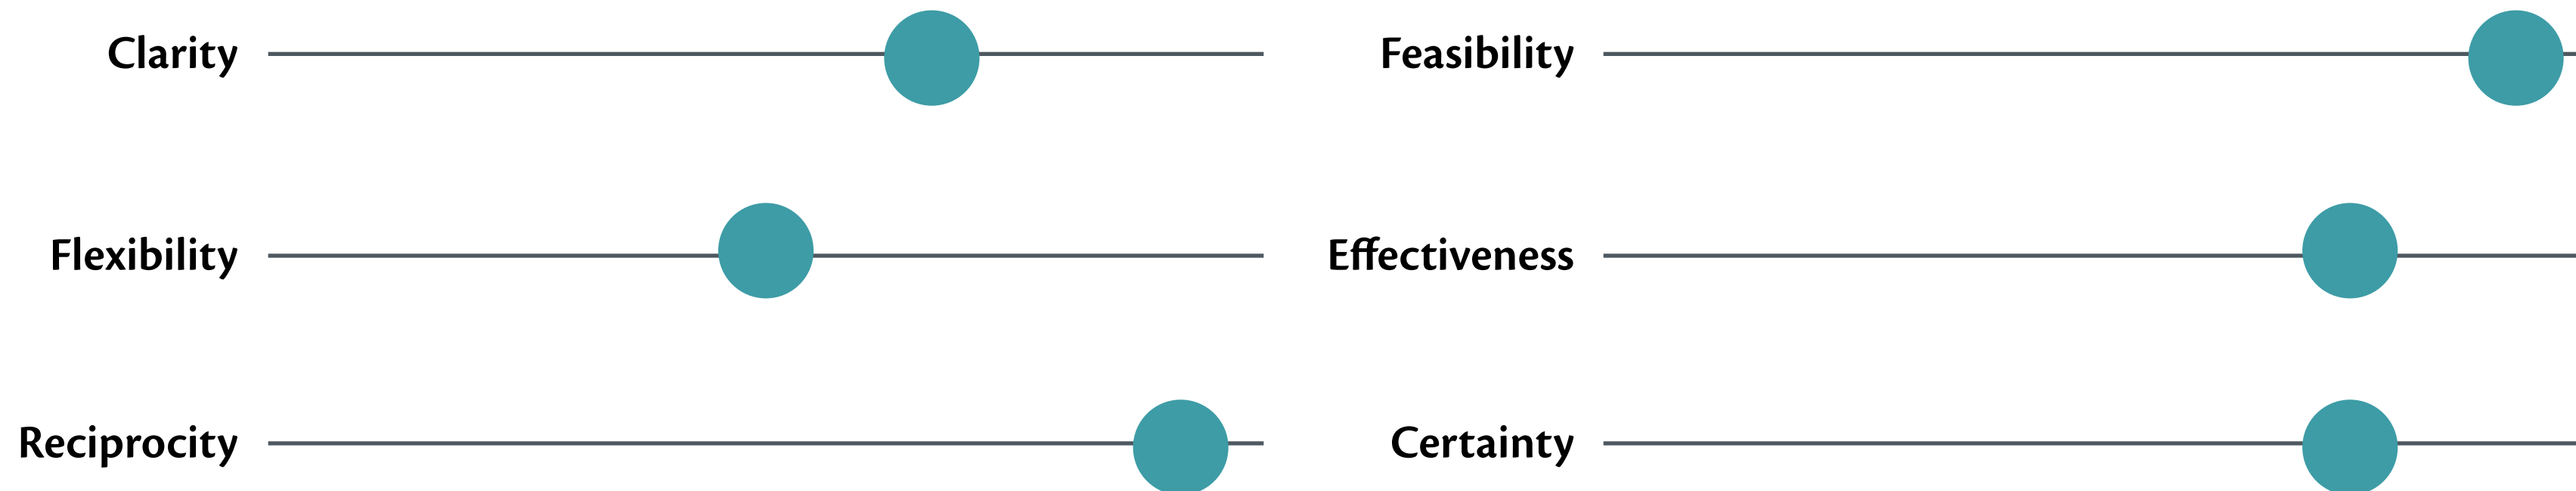 Clarity
Feasibility
Flexibility
Effectiveness
Reciprocity
Certainty